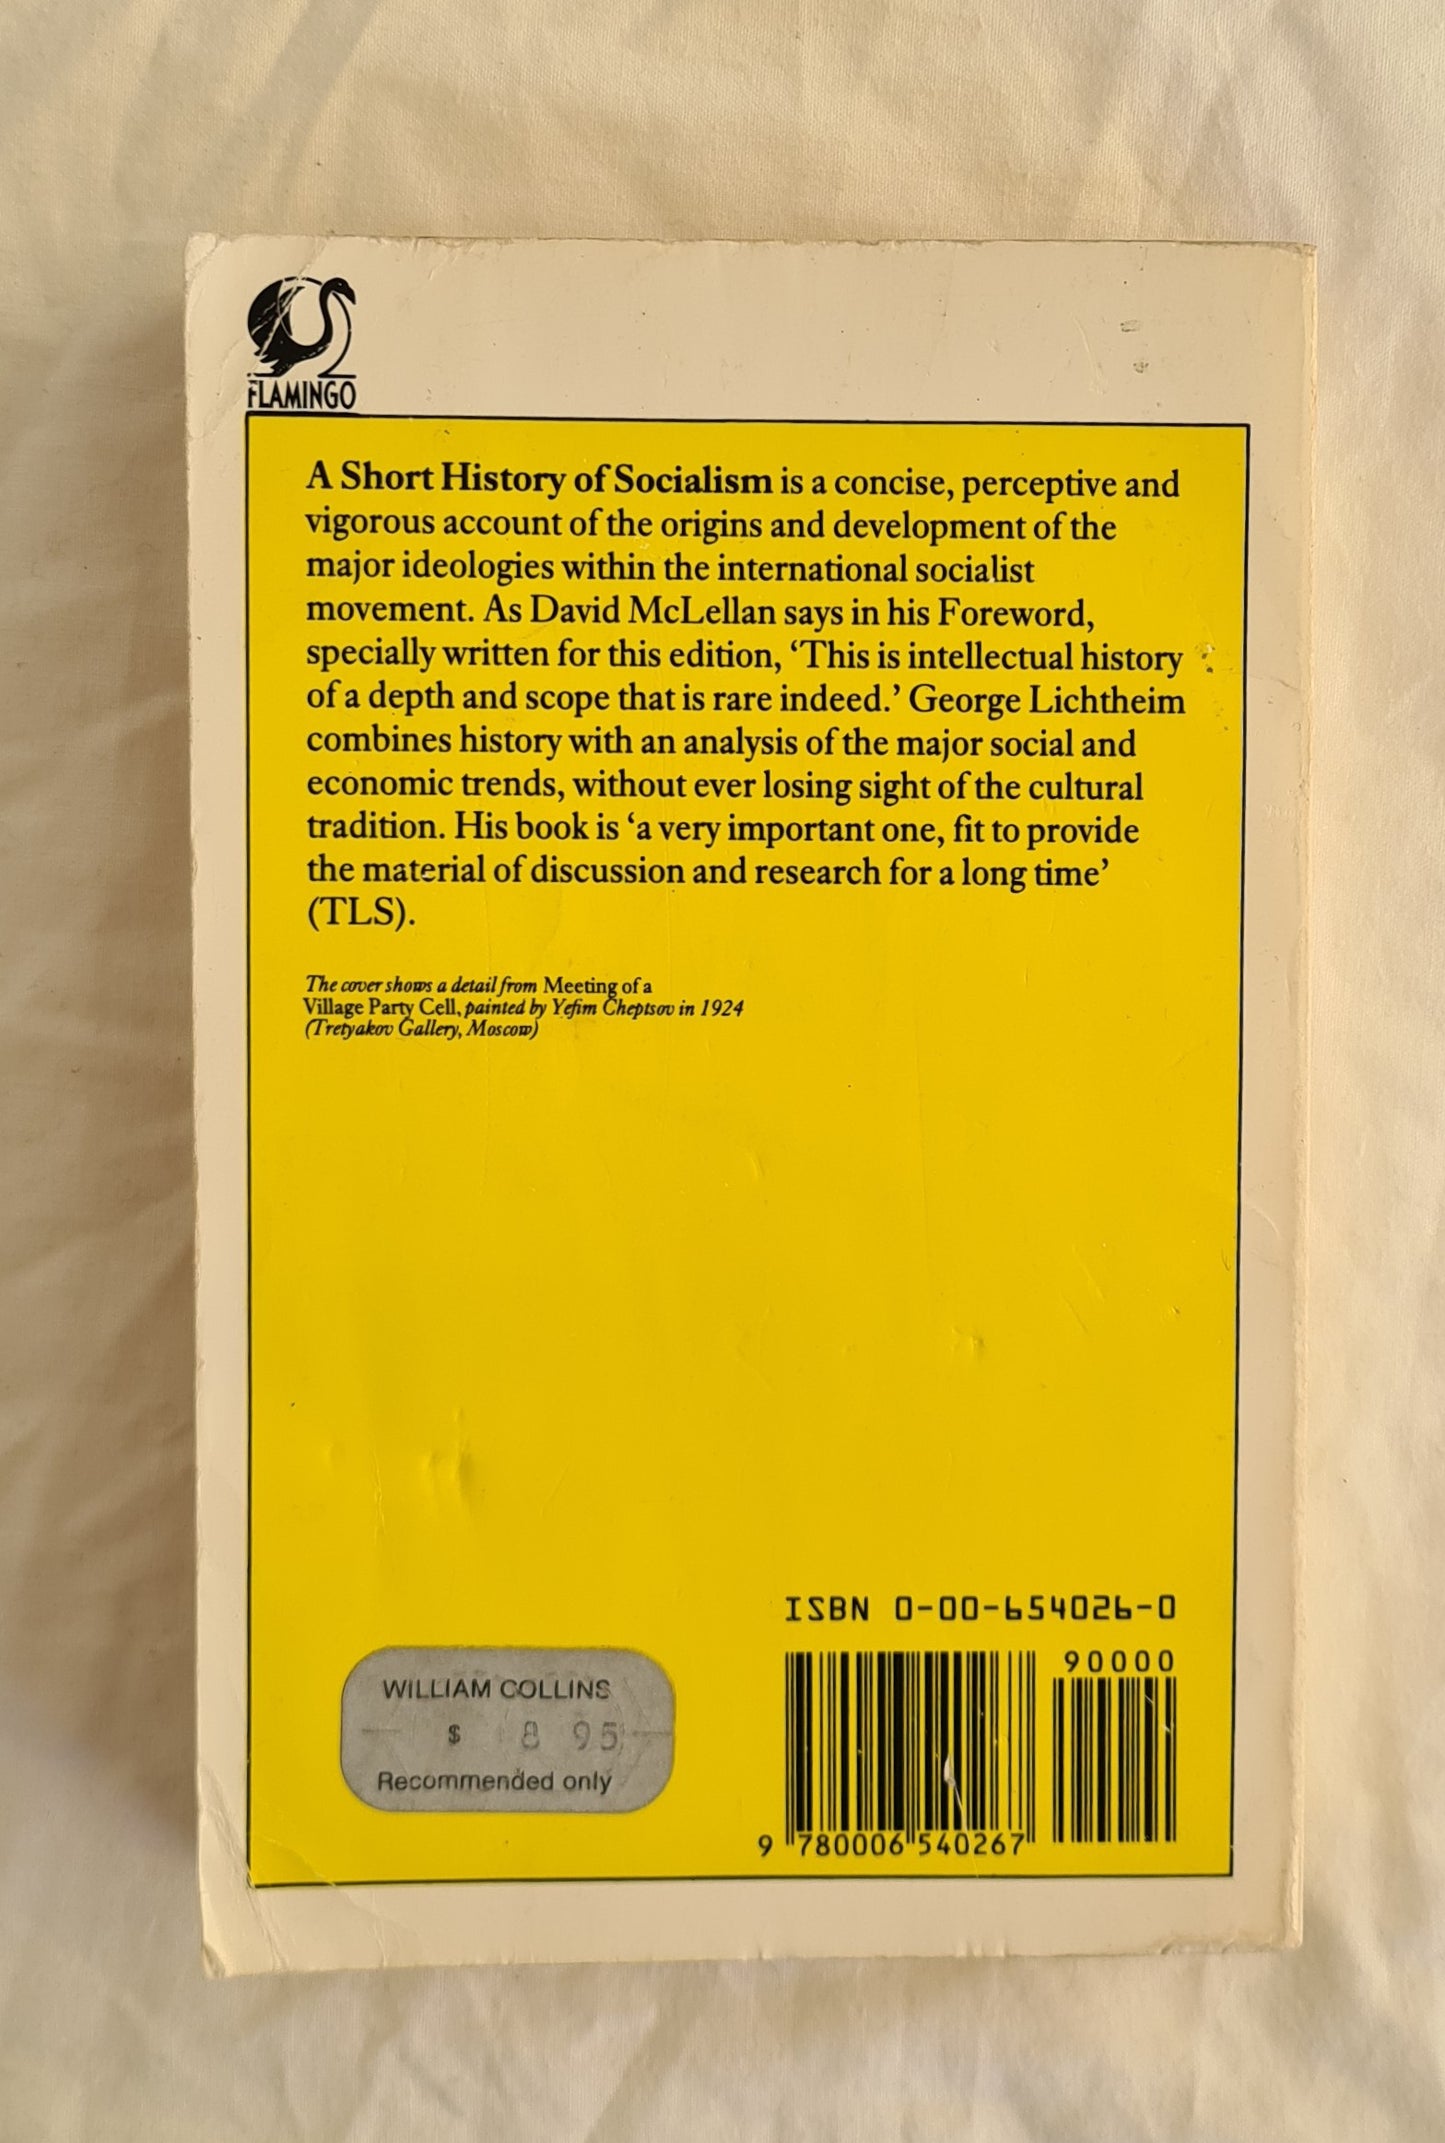 FLAMINGO
A Short History of Socialism is a concise, perceptive and
vigorous account of the origins and development of the
major ideologies within the international socialist
movement. As David McLellan says in his Foreword,
specially written for this edition, ‘This is intellectual history
of a depth and scope that is rare indeed.’ George Lichtheim
combines history with an analysis of the major social and
economic trends, without ever losing sight of the cultural
tradition. His book is ‘a very important one, fit to provide
the material of discussion and research for a long time’
(TLS).
The cover shows a detail from Meeting of a
Village Party Cell, painted by Yefim Cheptsov in 1924
(Tretyakov Gallery, Moscow)
ISBN 0-00-654026-0
90000
9 780006 540267
WILLIAM COLLINS
$ 8 95
Recommended only